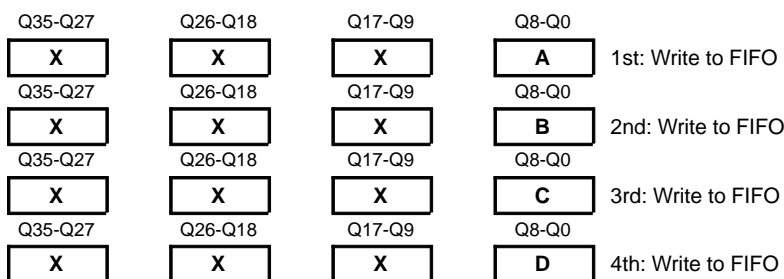 Q35-Q27 Q26-Q18 Q17-Q9 Q8-Q0
X X X A 1st: Write to FIFO
Q35-Q27 Q26-Q18 Q17-Q9 Q8-Q0
X X X B 2nd: Write to FIFO
Q35-Q27 Q26-Q18 Q17-Q9 Q8-Q0
X X X C 3rd: Write to FIFO
Q35-Q27 Q26-Q18 Q17-Q9 Q8-Q0
X X X D 4th: Write to FIFO